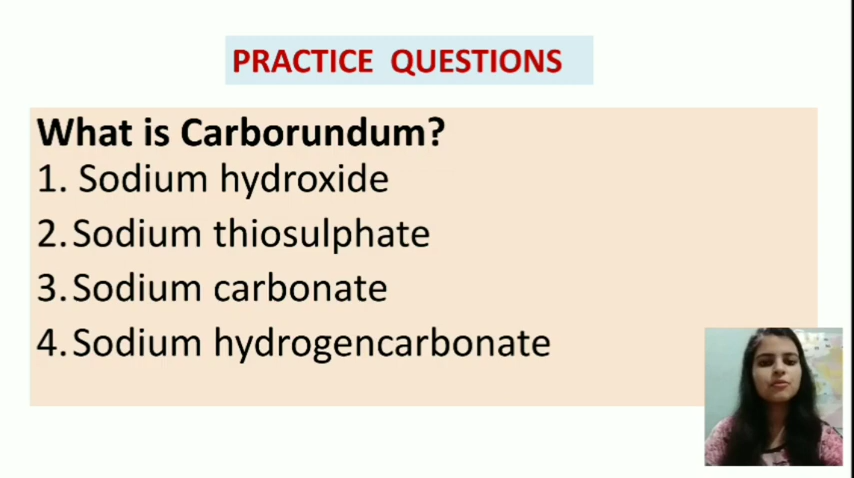 PRACTICE QUESTIONS
What is Carborundum?
1. Sodium hydroxide
2. Sodium thiosulphate
3. Sodium carbonate
4. Sodium hydrogencarbonate